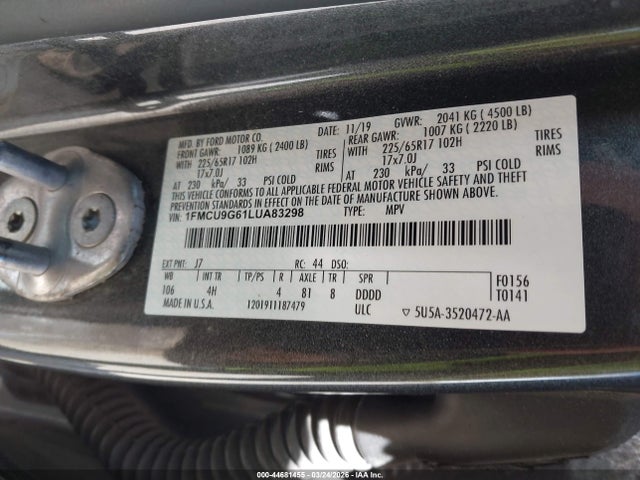 MFD. BY FORD MOTOR CO. DATE: 11/19 GVWR: 2041 KG ( 4500 LB)
FRONT GAWR: 1089 KG ( 2400 LB) REAR GAWR: 1007 KG ( 2220 LB)
WITH 225/65R17 102H TIRES WITH 225/65R17 102H TIRES
17x7.0J RIMS 17x7.0J RIMS
AT 230 kPa/ 33 PSI COLD AT 230 kPa/ 33 PSI COLD
THIS VEHICLE CONFORMS TO ALL APPLICABLE FEDERAL MOTOR VEHICLE SAFETY AND THEFT
PREVENTION STANDARDS IN EFFECT ON THE DATE OF MANUFACTURE SHOWN ABOVE.
VIN: 1FMCU9G61LUA83298 TYPE: MPV
EXT PNT: J7 RC: 44 DSO:
WB INT TR TP/PS R AXLE TR SPR F0156
106 4H 4 81 8 DDDD T0141
MADE IN U.S.A. 1201911187479 ULC ▽ 5U5A-3520472-AA
000-44681455 - 03/24/2026 - IAA Inc.